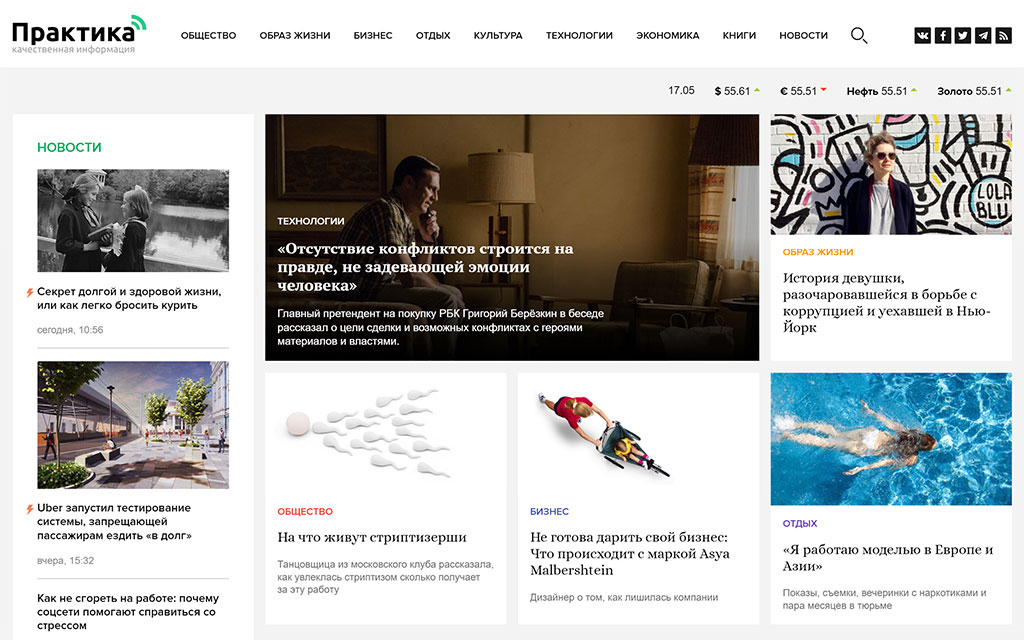 Практика
качественная информация
ОБЩЕСТВО ОБРАЗ ЖИЗНИ БИЗНЕС ОТДЫХ КУЛЬТУРА ТЕХНОЛОГИИ ЭКОНОМИКА КНИГИ НОВОСТИ
17.05 $ 55.61 € 55.51 Нефть 55.51 Золото 55.51
НОВОСТИ
Секрет долгой и здоровой жизни,
или как легко бросить курить
сегодня, 10:56
Uber запустил тестирование
системы, запрещающей
пассажирам ездить «в долг»
вчера, 15:32
Как не сгореть на работе: почему
соцсети помогают справиться со
стрессом
ТЕХНОЛОГИИ
«Отсутствие конфликтов строится на
правде, не задевающей эмоции
человека»
Главный претендент на покупку РБК Григорий Берёзкин в беседе
рассказал о цели сделки и возможных конфликтах с героями
материалов и властями.
LOLA
BLU
ОБРАЗ ЖИЗНИ
История девушки,
разочаровавшейся в борьбе с
коррупцией и уехавшей в Нью-
Йорк
ОБЩЕСТВО
На что живут стриптизерши
Танцовщица из московского клуба рассказала,
как увлеклась стриптизом сколько получает
за эту работу
БИЗНЕС
Не готова дарить свой бизнес:
Что происходит с маркой Asya
Malbershtein
Дизайнер о том, как лишилась компании
ОТДЫХ
«Я работаю моделью в Европе и
Азии»
Показы, съемки, вечеринки с наркотиками и
пара месяцев в тюрьме